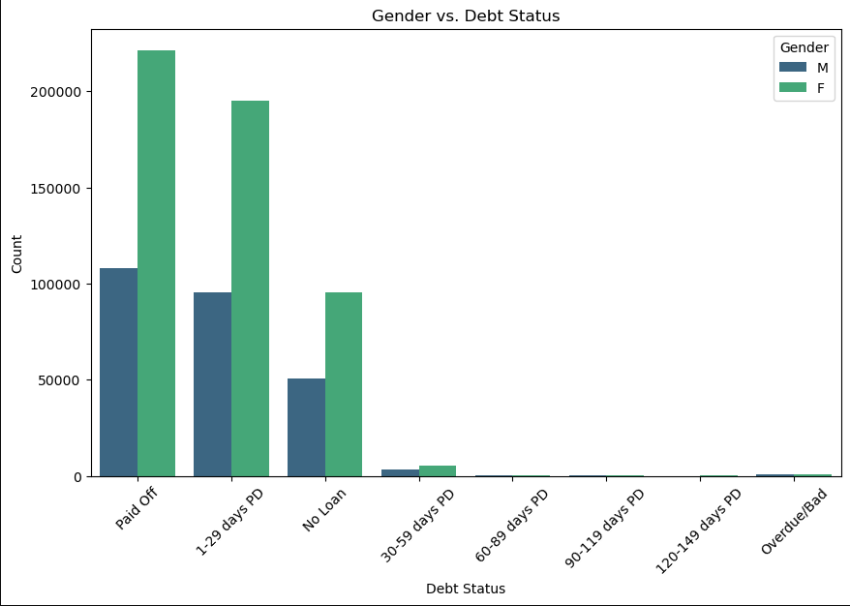 Gender vs. Debt Status
Gender
M
F
200000
150000
100000
50000
0
Count
Paid Off
1-29 days PD
No Loan
30-59 days PD
60-89 days PD
90-119 days PD
120-149 days PD
Overdue/Bad
Debt Status